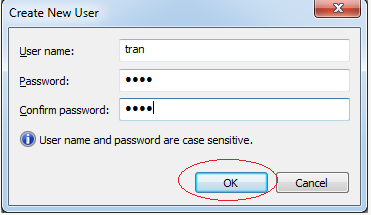 Create New User
User name: tran
Password: ••••
Confirm password: ••••
User name and password are case sensitive.
OK Cancel